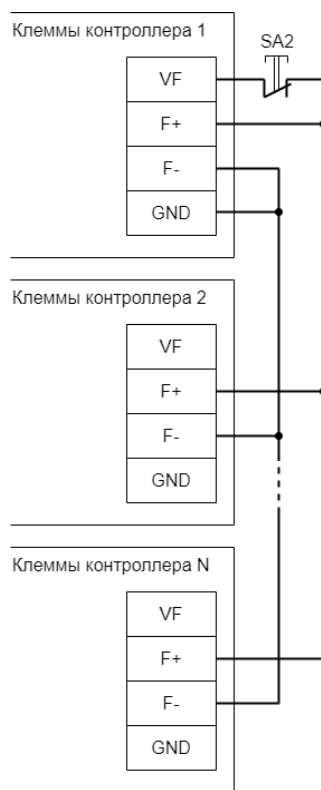 Клеммы контроллера 1
SA2
VF
F+
F-
GND
Клеммы контроллера 2
VF
F+
F-
GND
Клеммы контроллера N
VF
F+
F-
GND